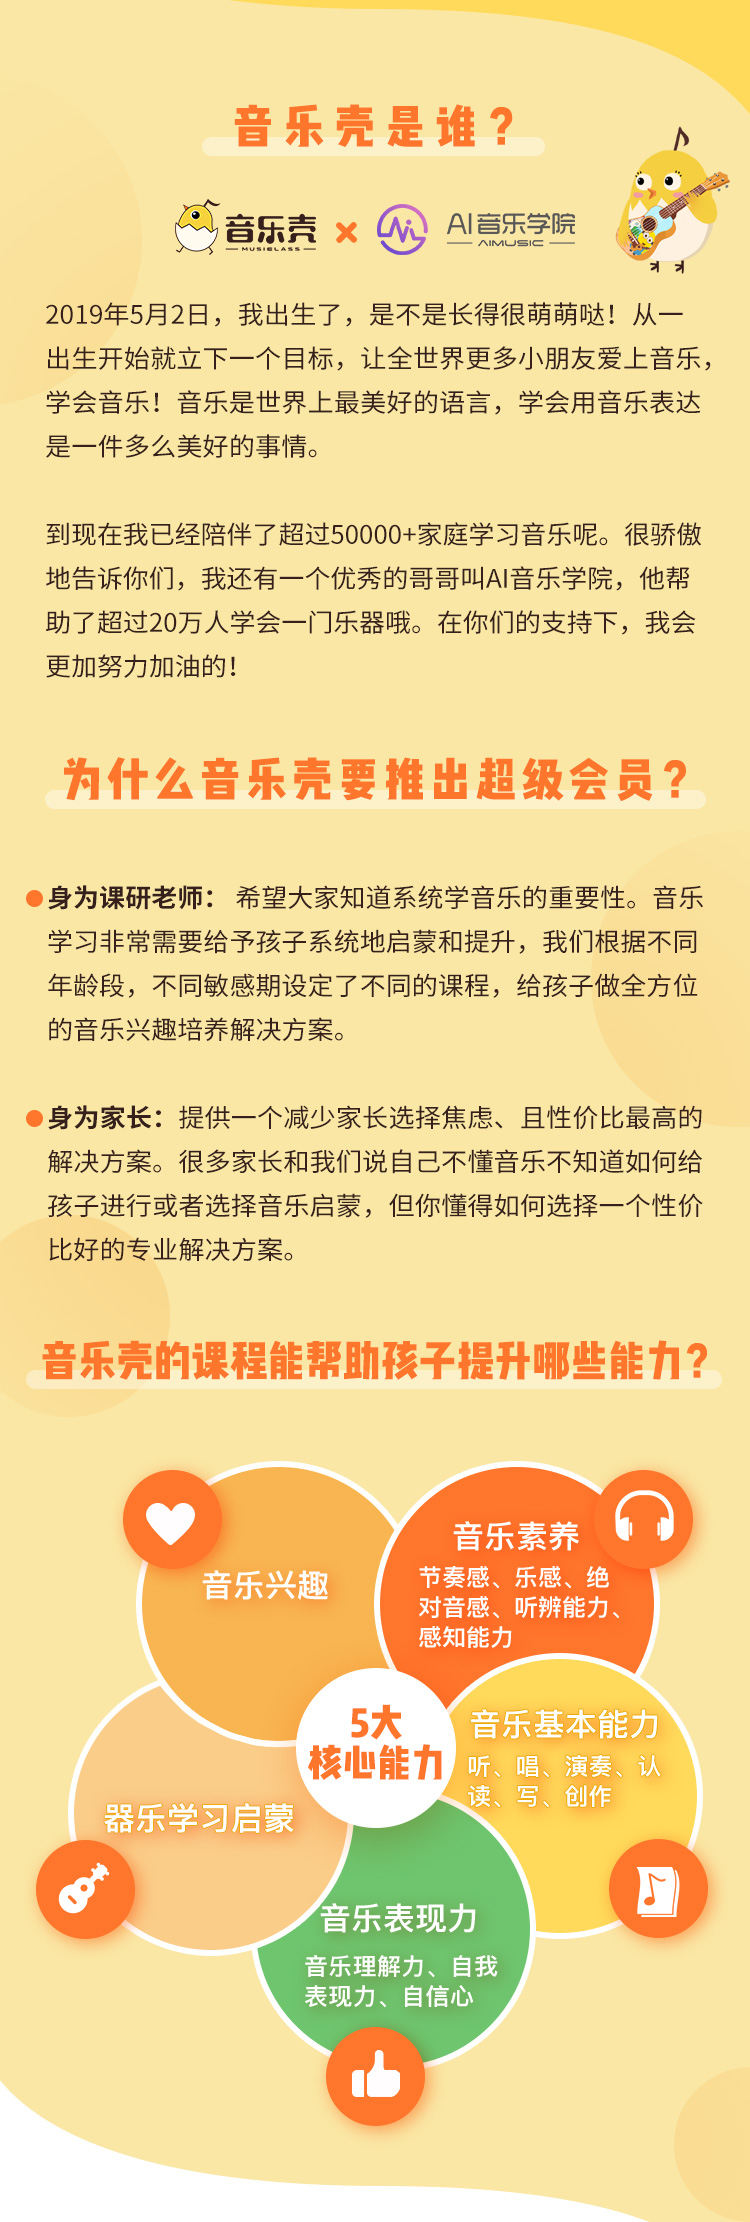 音乐壳是谁？
音乐壳
MUSICLASS
AI音乐学院
AIMUSIC
2019年5月2日，我出生了，是不是长得很萌萌哒！从一
出生开始就立下一个目标，让全世界更多小朋友爱上音乐，
学会音乐！音乐是世界上最美好的语言，学会用音乐表达
是一件多么美好的事情。
到现在我已经陪伴了超过50000+家庭学习音乐呢。很骄傲
地告诉你们，我还有一个优秀的哥哥叫AI音乐学院，他帮
助了超过20万人学会一门乐器哦。在你们的支持下，我会
更加努力加油的！
为什么音乐壳要推出超级会员？
身为课研老师： 希望大家知道系统学音乐的重要性。音乐
学习非常需要给予孩子系统地启蒙和提升，我们根据不同
年龄段，不同敏感期设定了不同的课程，给孩子做全方位
的音乐兴趣培养解决方案。
身为家长：提供一个减少家长选择焦虑、且性价比最高的
解决方案。很多家长和我们说自己不懂音乐不知道如何给
孩子进行或者选择音乐启蒙，但你懂得如何选择一个性价
比好的专业解决方案。
音乐壳的课程能帮助孩子提升哪些能力？
音乐兴趣
音乐素养
节奏感、乐感、绝
对音感、听辨能力、
感知能力
5大
核心能力
音乐基本能力
听、唱、演奏、认
读、写、创作
器乐学习启蒙
音乐表现力
音乐理解力、自我
表现力、自信心